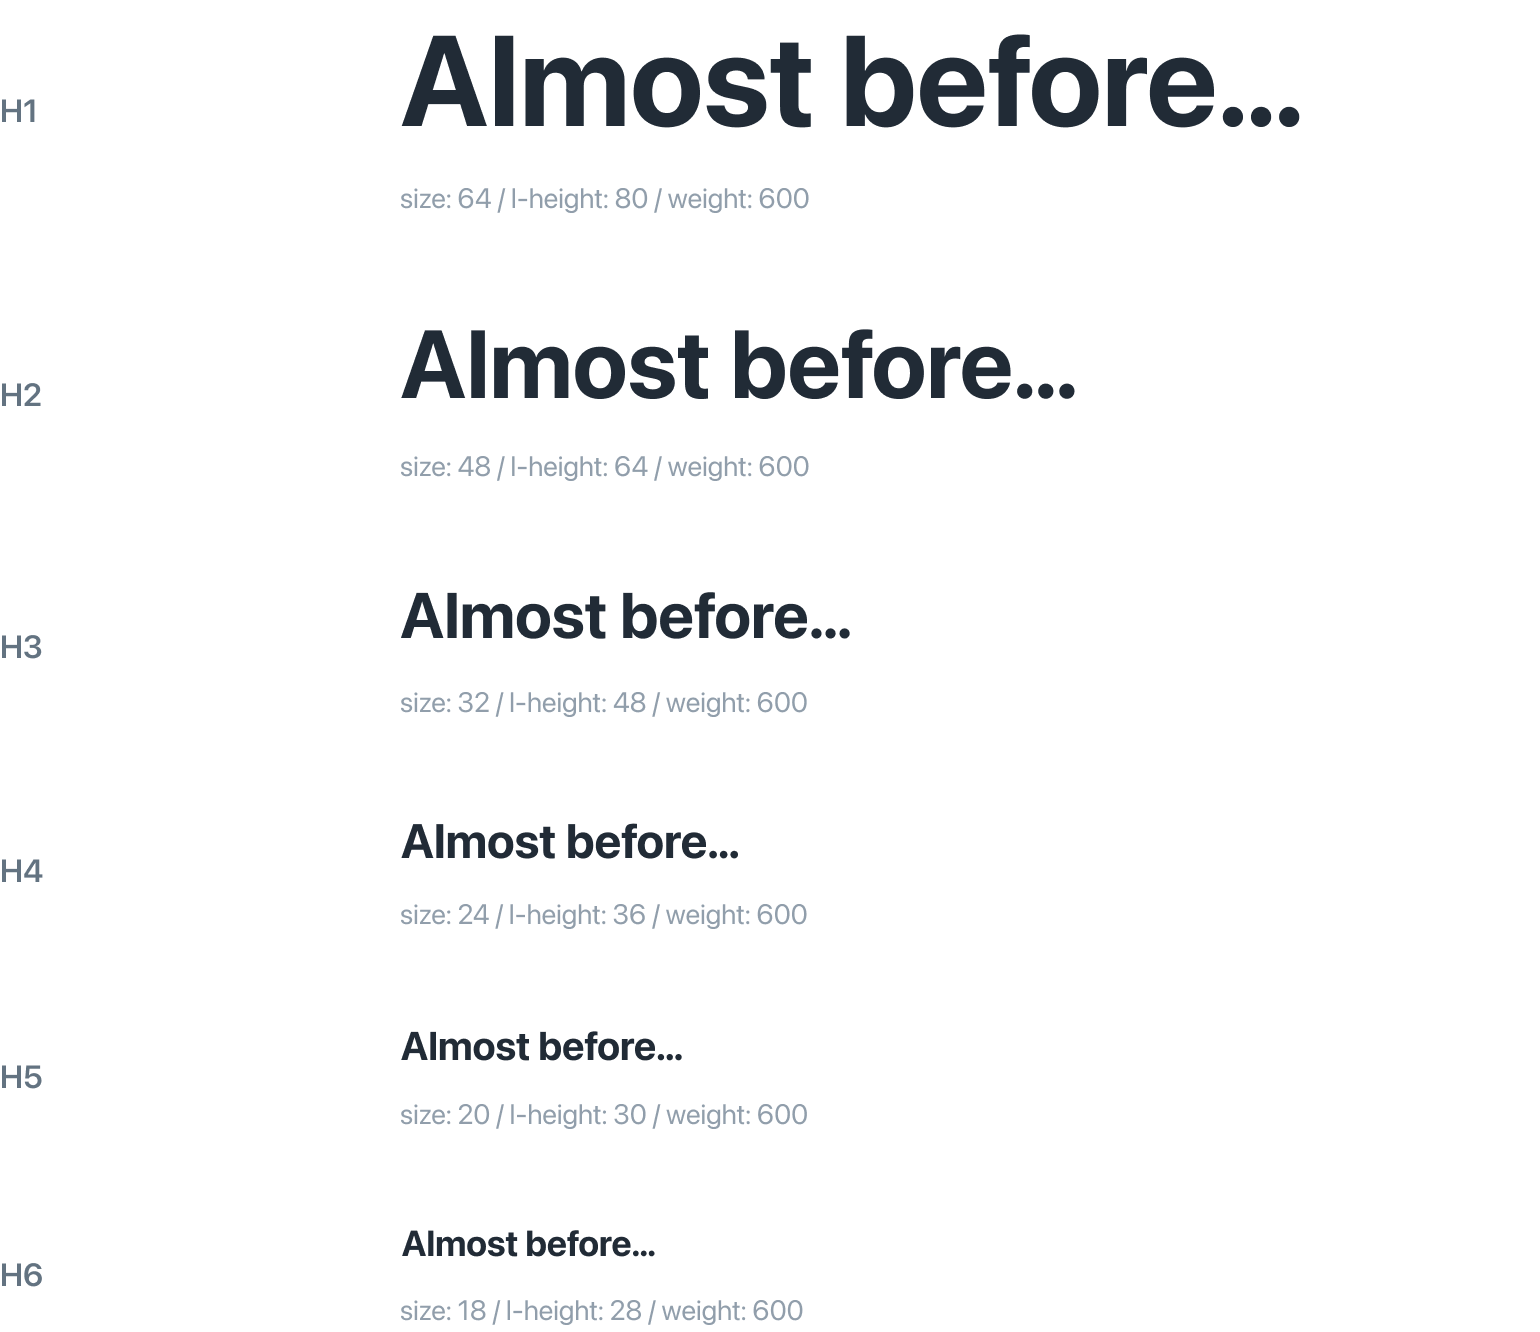 H1
Almost before...
size: 64 / l-height: 80 / weight: 600
H2
Almost before...
size: 48 / l-height: 64 / weight: 600
H3
Almost before...
size: 32 / l-height: 48 / weight: 600
H4
Almost before...
size: 24 / l-height: 36 / weight: 600
H5
Almost before...
size: 20 / l-height: 30 / weight: 600
H6
Almost before...
size: 18 / l-height: 28 / weight: 600